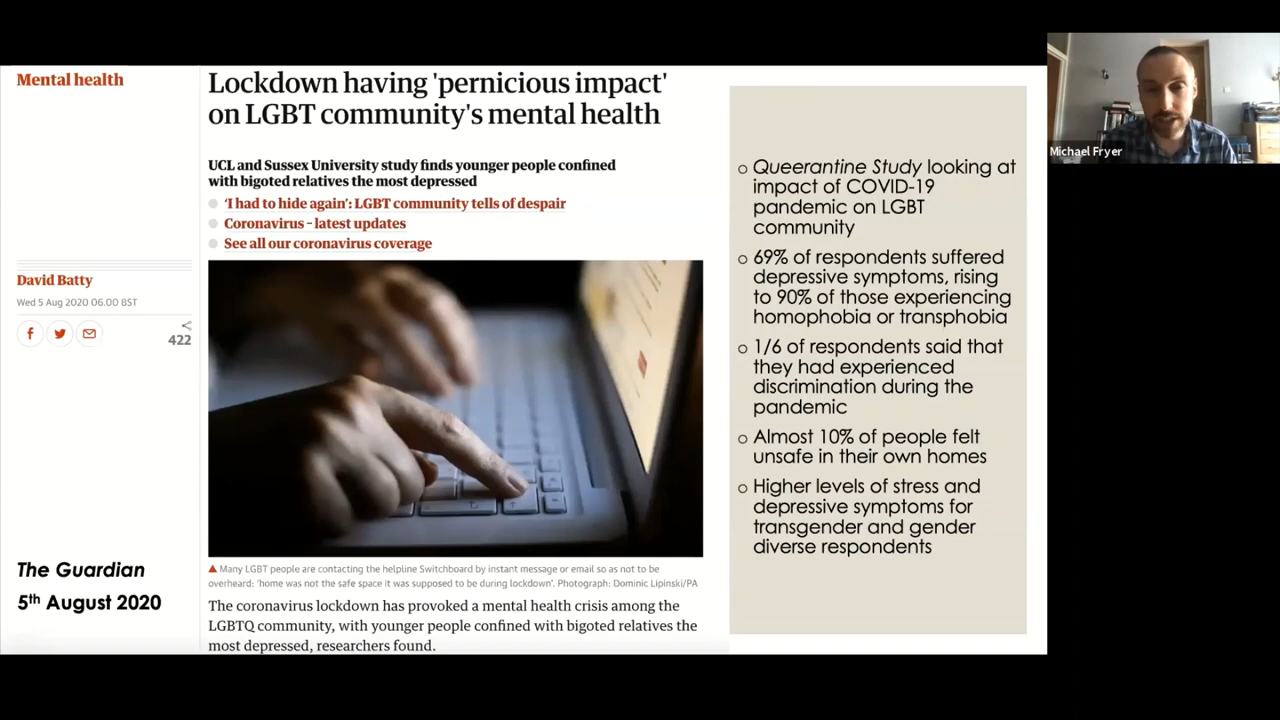 Mental health
Lockdown having 'pernicious impact'
on LGBT community's mental health
UCL and Sussex University study finds younger people confined
with bigoted relatives the most depressed
'I had to hide again': LGBT community tells of despair
Coronavirus – latest updates
See all our coronavirus coverage
David Batty
Wed 5 Aug 2020 06.00 BST
422
▲ Many LGBT people are contacting the helpline Switchboard by instant message or email so as not to be
overheard: 'home was not the safe space it was supposed to be during lockdown'. Photograph: Dominic Lipinski/PA
The coronavirus lockdown has provoked a mental health crisis among the
LGBTQ community, with younger people confined with bigoted relatives the
most depressed, researchers found.
The Guardian
5th August 2020
o Queerantine Study looking at
impact of COVID-19
pandemic on LGBT
community
o 69% of respondents suffered
depressive symptoms, rising
to 90% of those experiencing
homophobia or transphobia
o 1/6 of respondents said that
they had experienced
discrimination during the
pandemic
o Almost 10% of people felt
unsafe in their own homes
o Higher levels of stress and
depressive symptoms for
transgender and gender
diverse respondents
Michael Fryer